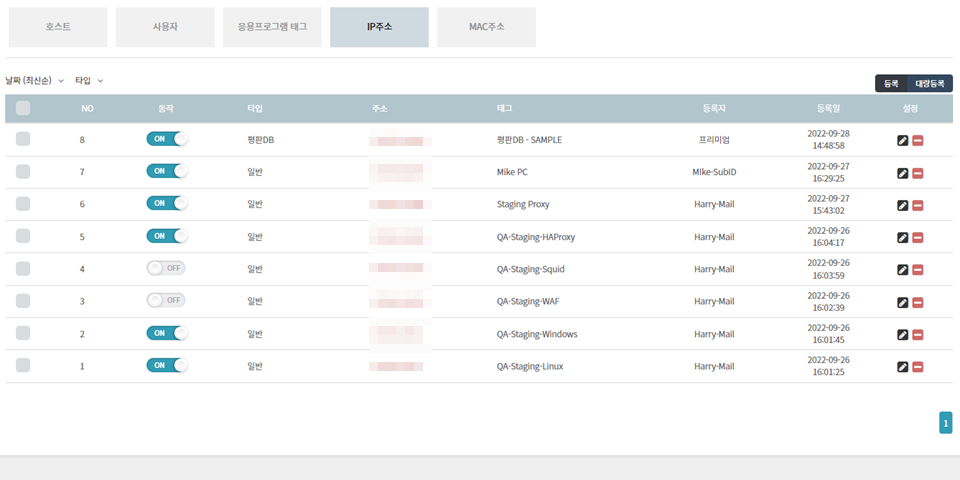 호스트 사용자 응용프로그램 태그 IP주소 MAC주소
날짜 (최신순) 타입
등록 대량등록
NO 동작 타입 주소 태그 등록자 등록일 설정
8 ON 평판DB 평판DB - SAMPLE 프리미엄 2022-09-28
14:48:58
7 ON 일반 Mike PC MIke-SubID 2022-09-27
16:29:25
6 ON 일반 Staging Proxy Harry-Mail 2022-09-27
15:43:02
5 ON 일반 QA-Staging-HAProxy Harry-Mail 2022-09-26
16:04:17
4 OFF 일반 QA-Staging-Squid Harry-Mail 2022-09-26
16:03:59
3 OFF 일반 QA-Staging-WAF Harry-Mail 2022-09-26
16:02:39
2 ON 일반 QA-Staging-Windows Harry-Mail 2022-09-26
16:01:45
1 ON 일반 QA-Staging-Linux Harry-Mail 2022-09-26
16:01:25
1